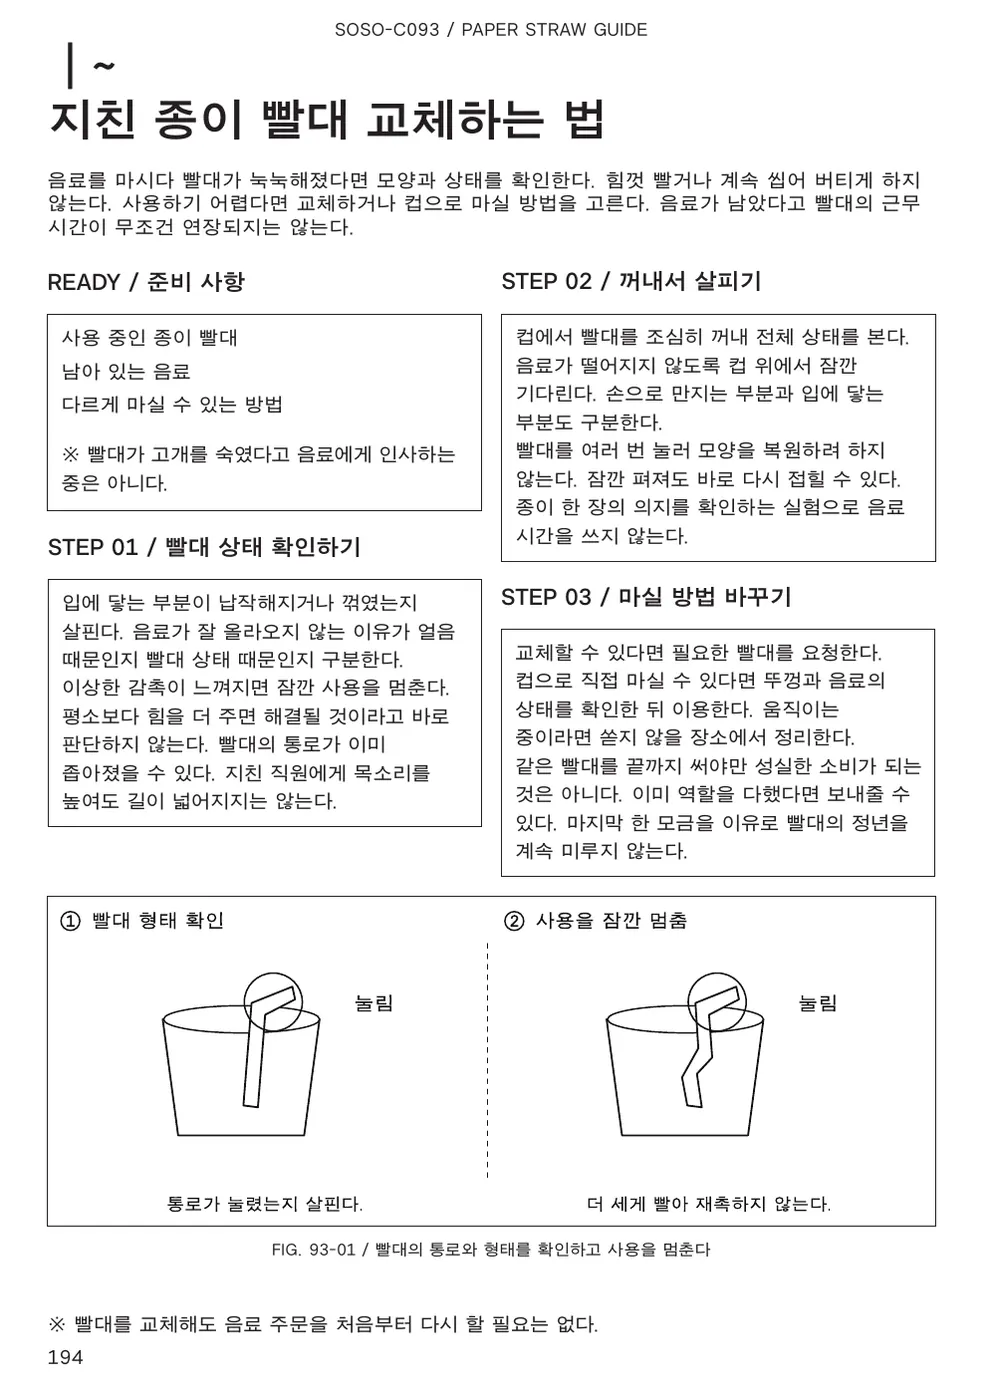 SOSO-C093 / PAPER STRAW GUIDE
| ~
지친 종이 빨대 교체하는 법
음료를 마시다 빨대가 눅눅해졌다면 모양과 상태를 확인한다. 힘껏 빨거나 계속 씹어 버티게 하지
않는다. 사용하기 어렵다면 교체하거나 컵으로 마실 방법을 고른다. 음료가 남았다고 빨대의 근무
시간이 무조건 연장되지는 않는다.
READY / 준비 사항
사용 중인 종이 빨대
남아 있는 음료
다르게 마실 수 있는 방법
※ 빨대가 고개를 숙였다고 음료에게 인사하는
중은 아니다.
STEP 01 / 빨대 상태 확인하기
입에 닿는 부분이 납작해지거나 꺾였는지
살핀다. 음료가 잘 올라오지 않는 이유가 얼음
때문인지 빨대 상태 때문인지 구분한다.
이상한 감촉이 느껴지면 잠깐 사용을 멈춘다.
평소보다 힘을 더 주면 해결될 것이라고 바로
판단하지 않는다. 빨대의 통로가 이미
좁아졌을 수 있다. 지친 직원에게 목소리를
높여도 길이 넓어지지는 않는다.
STEP 02 / 꺼내서 살피기
컵에서 빨대를 조심히 꺼내 전체 상태를 본다.
음료가 떨어지지 않도록 컵 위에서 잠깐
기다린다. 손으로 만지는 부분과 입에 닿는
부분도 구분한다.
빨대를 여러 번 눌러 모양을 복원하려 하지
않는다. 잠깐 펴져도 바로 다시 접힐 수 있다.
종이 한 장의 의지를 확인하는 실험으로 음료
시간을 쓰지 않는다.
STEP 03 / 마실 방법 바꾸기
교체할 수 있다면 필요한 빨대를 요청한다.
컵으로 직접 마실 수 있다면 뚜껑과 음료의
상태를 확인한 뒤 이용한다. 움직이는
중이라면 쏟지 않을 장소에서 정리한다.
같은 빨대를 끝까지 써야만 성실한 소비가 되는
것은 아니다. 이미 역할을 다했다면 보내줄 수
있다. 마지막 한 모금을 이유로 빨대의 정년을
계속 미루지 않는다.
① 빨대 형태 확인
눌림
통로가 눌렸는지 살핀다.
② 사용을 잠깐 멈춤
눌림
더 세게 빨아 재촉하지 않는다.
FIG. 93-01 / 빨대의 통로와 형태를 확인하고 사용을 멈춘다
※ 빨대를 교체해도 음료 주문을 처음부터 다시 할 필요는 없다.
194